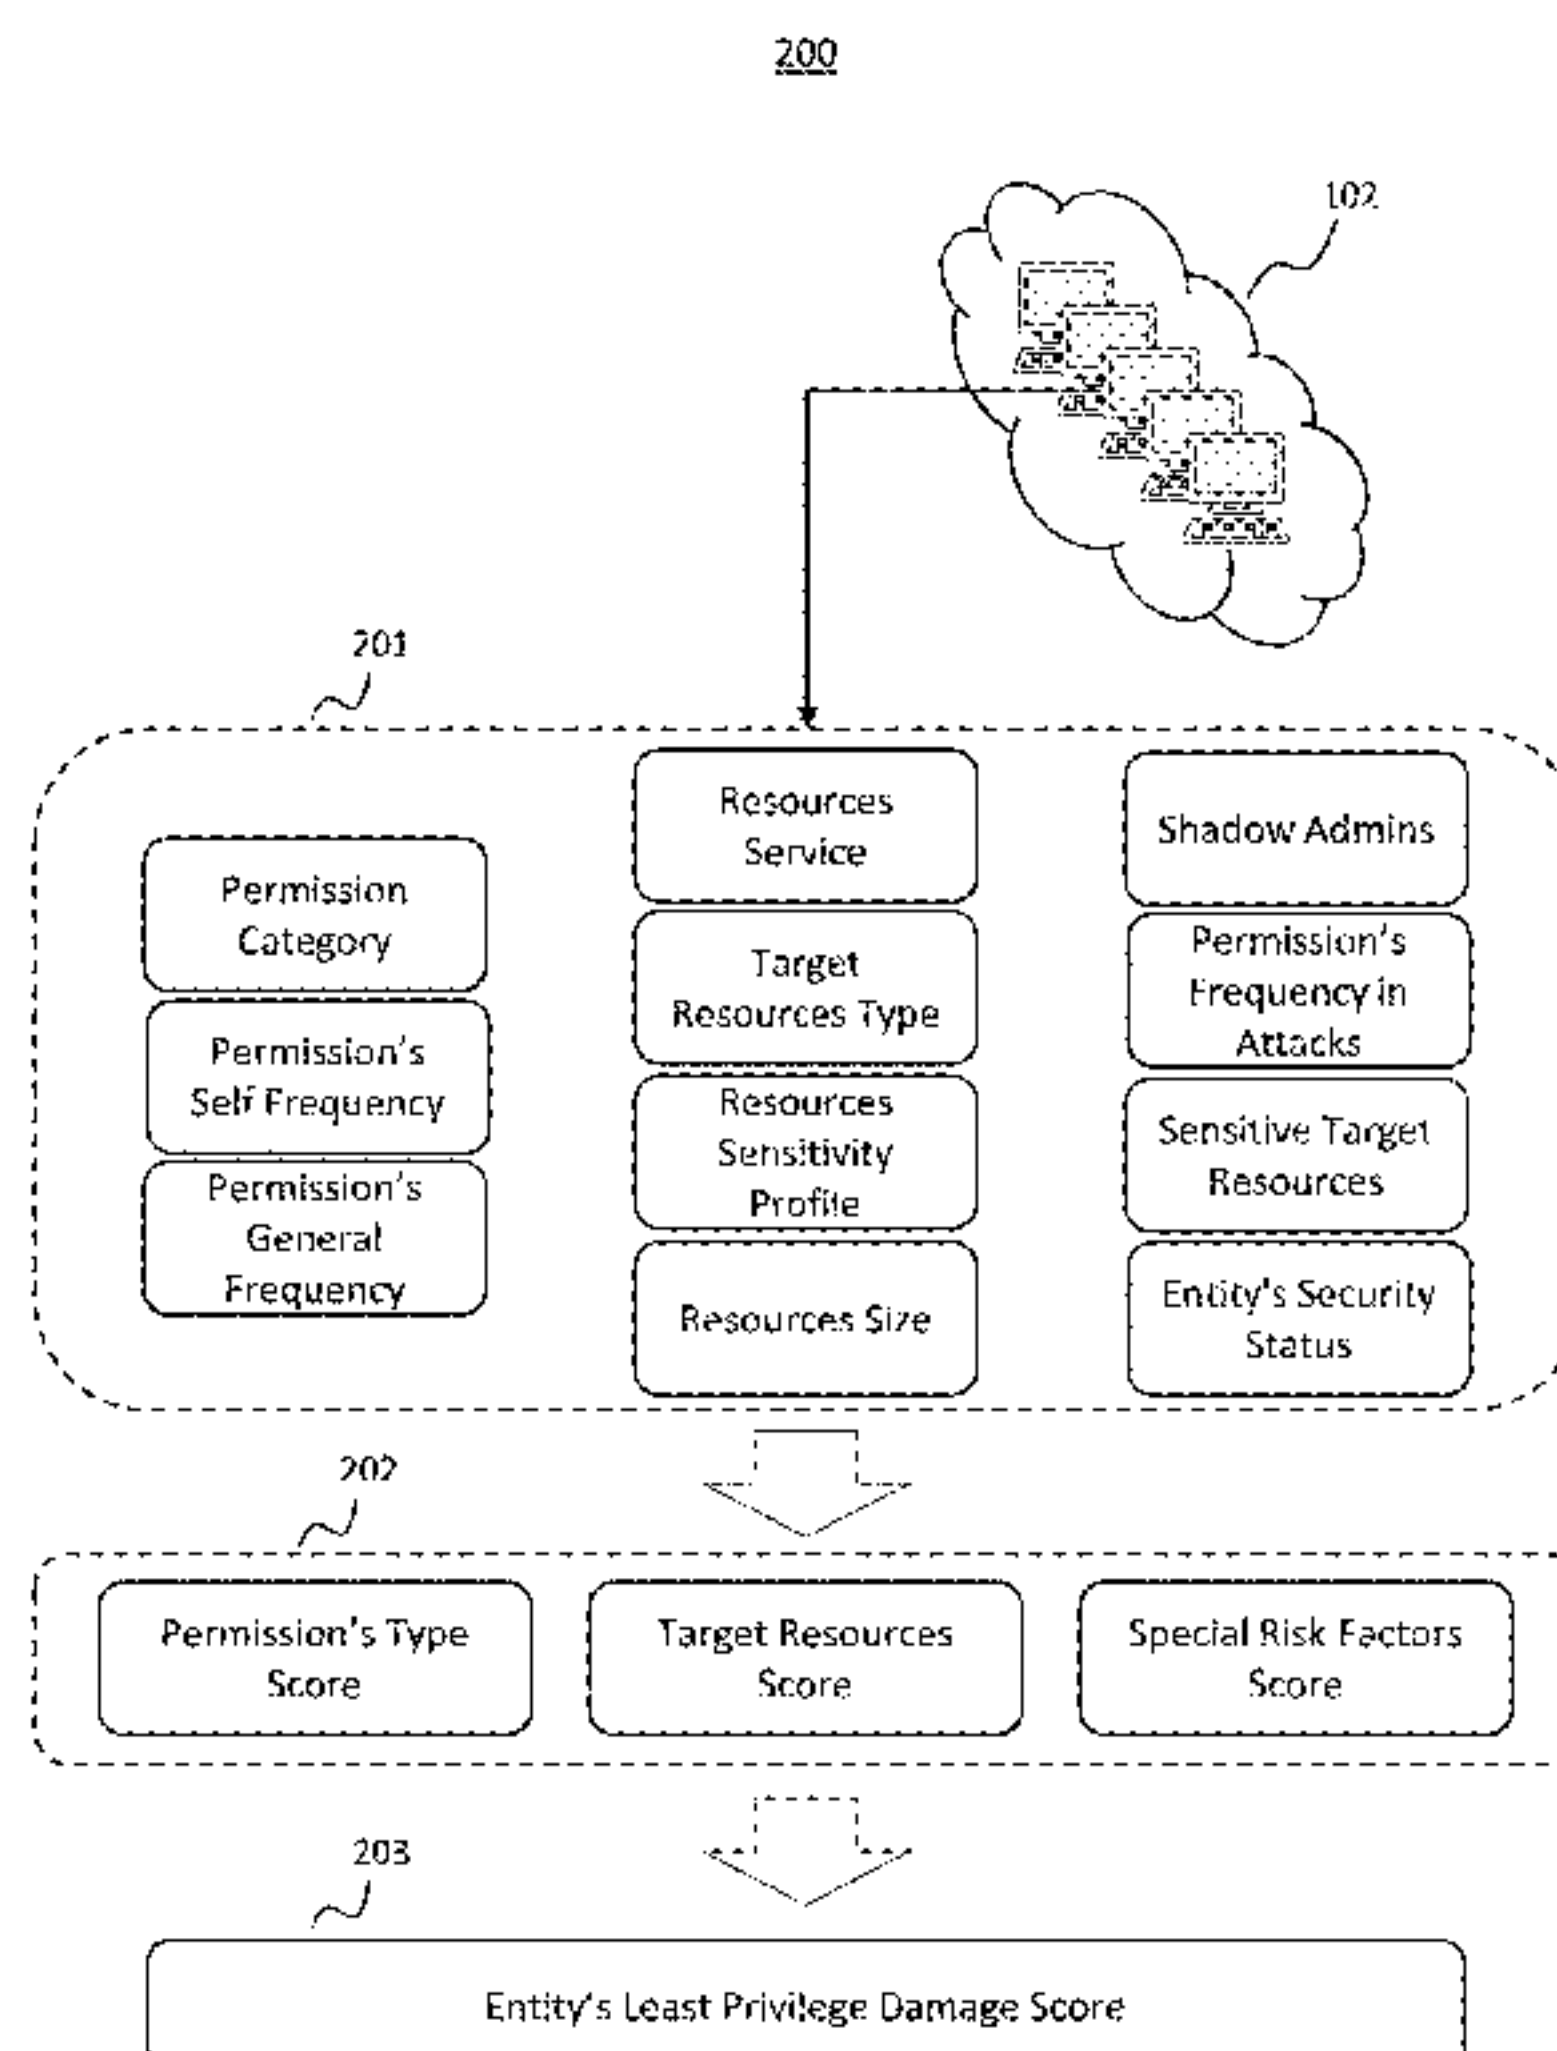 200
102
201
Permission
Category
Permission's
Self Frequency
Permission's
General
Frequency
Resources
Service
Target
Resources Type
Resources
Sensitivity
Profile
Resources Size
Shadow Admins
Permission's
Frequency in
Attacks
Sensitive Target
Resources
Entity's Security
Status
202
Permission's Type
Score
Target Resources
Score
Special Risk Factors
Score
203
Entity's Least Privilege Damage Score